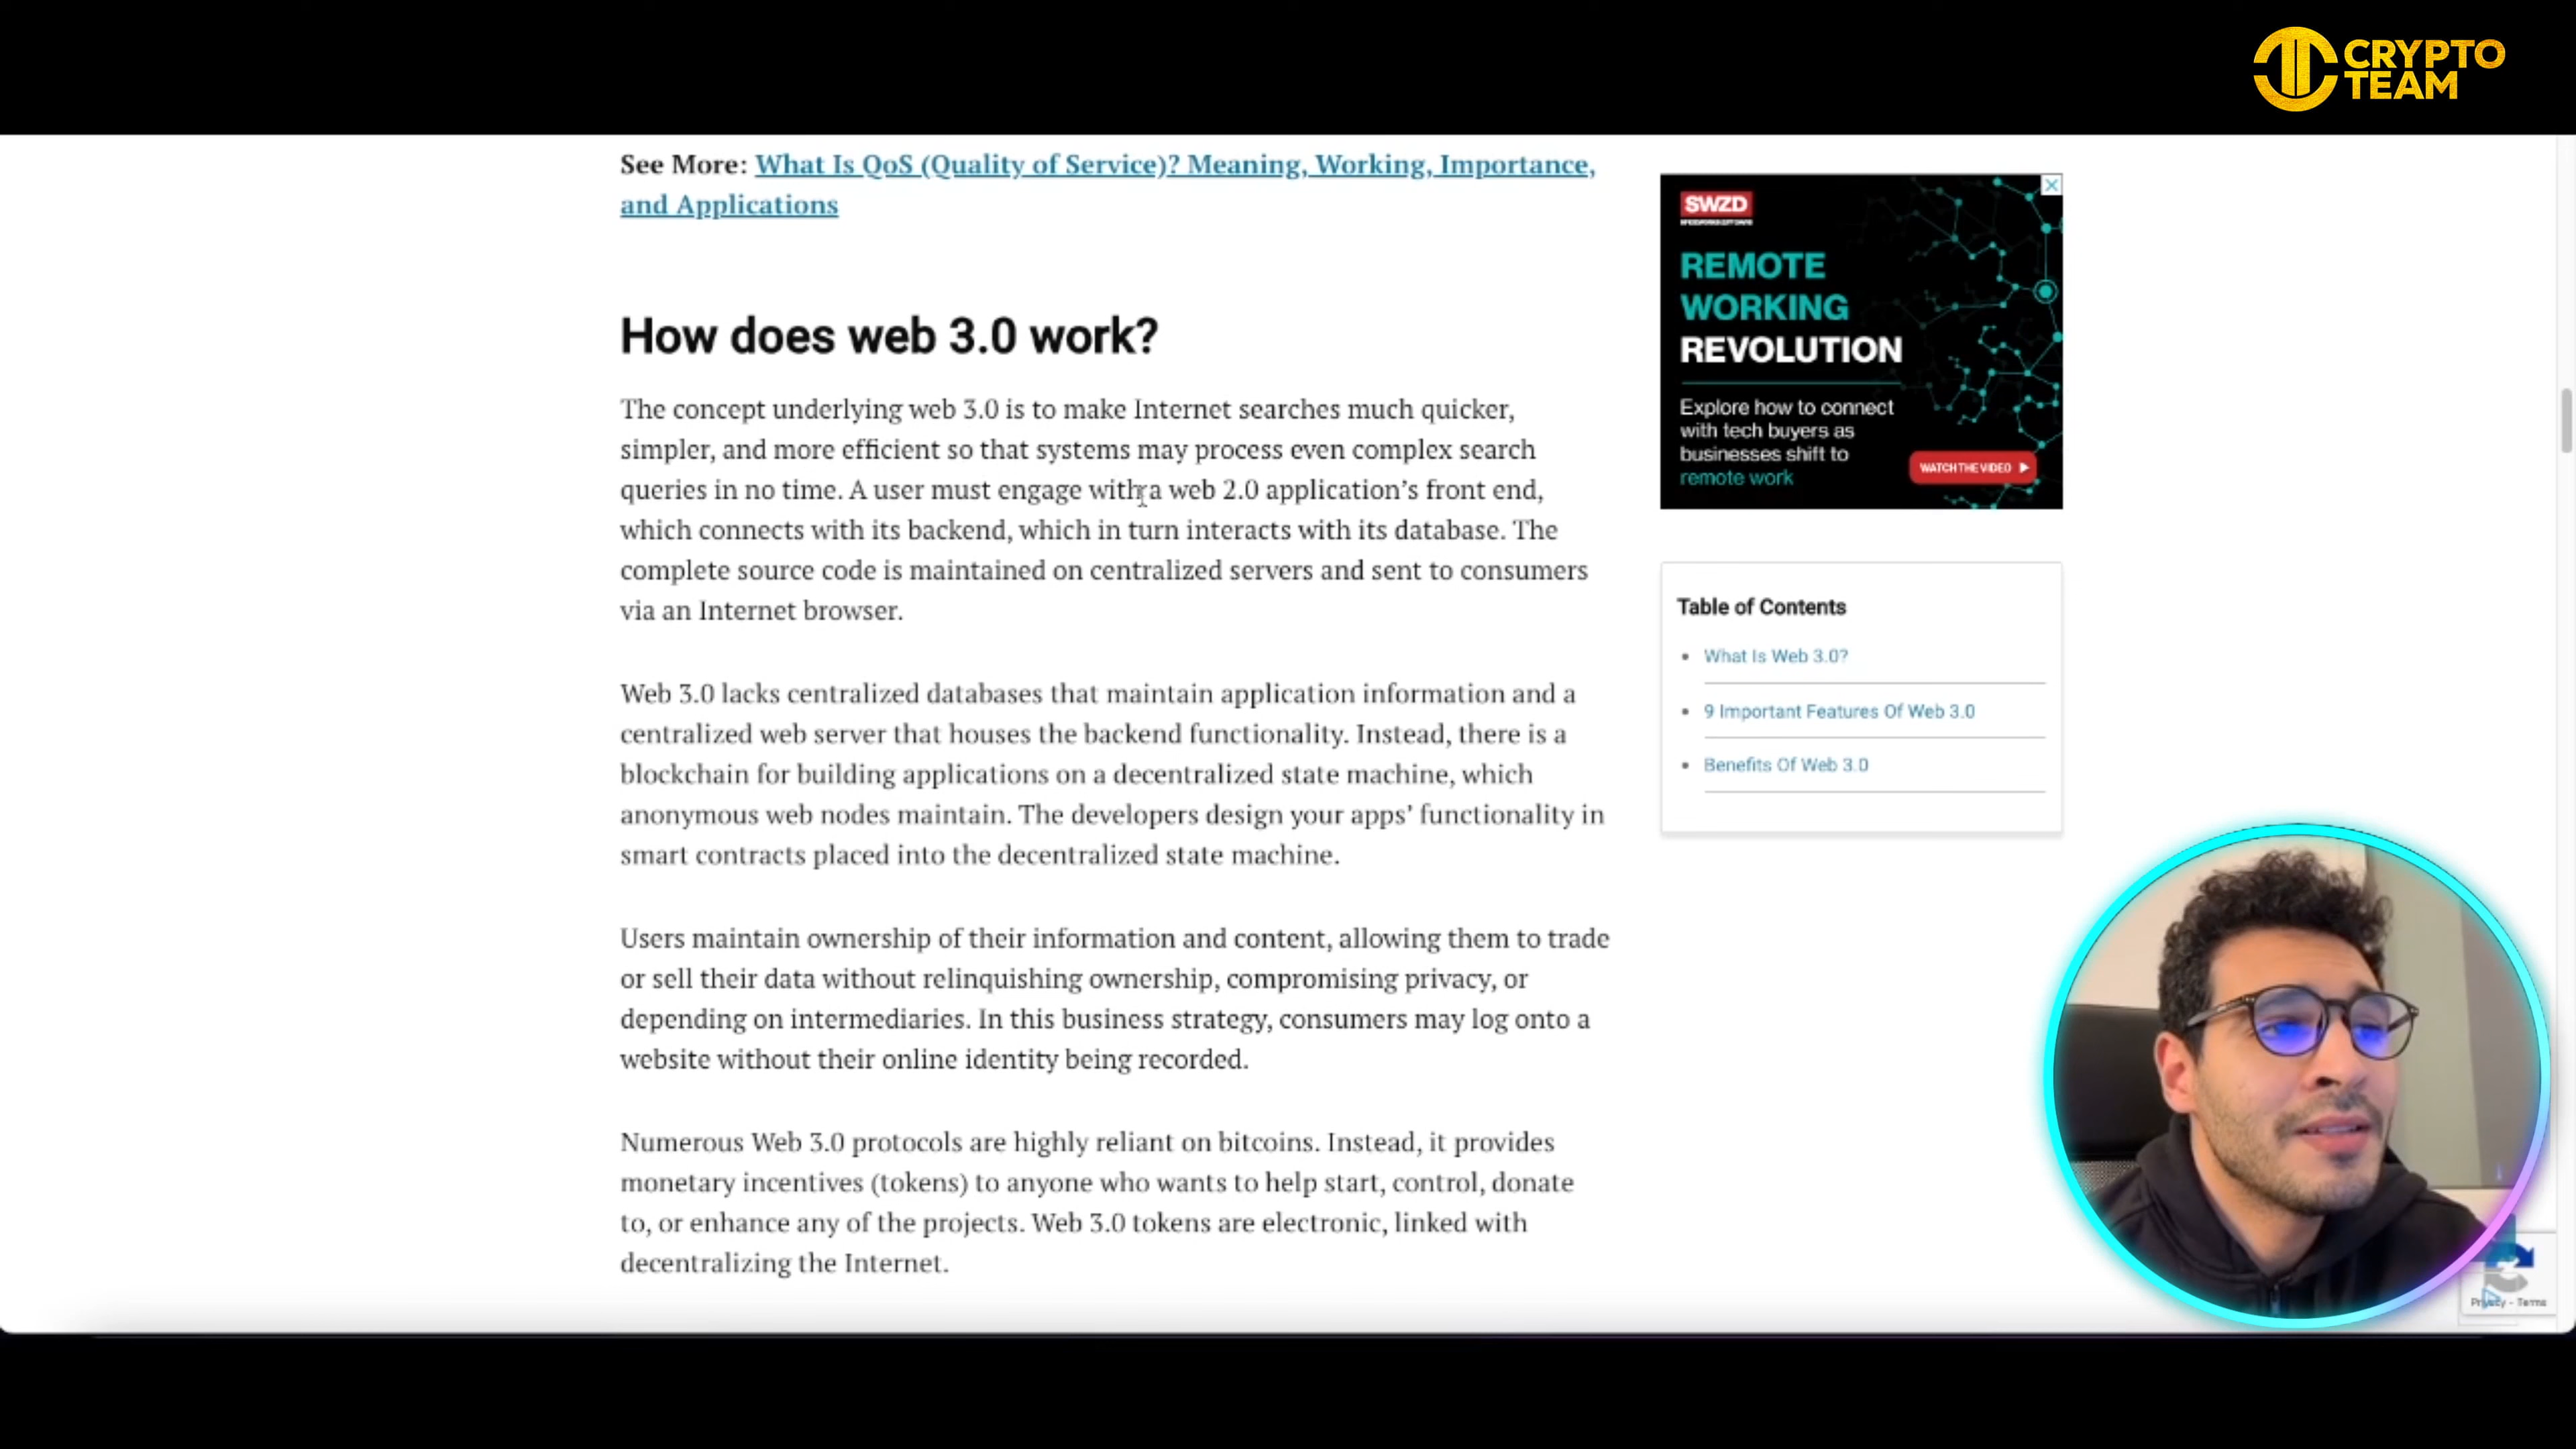 CRYPTO
TEAM
See More: What Is QoS (Quality of Service)? Meaning, Working, Importance,
and Applications
How does web 3.0 work?
The concept underlying web 3.0 is to make Internet searches much quicker,
simpler, and more efficient so that systems may process even complex search
queries in no time. A user must engage with a web 2.0 application's front end,
which connects with its backend, which in turn interacts with its database. The
complete source code is maintained on centralized servers and sent to consumers
via an Internet browser.
Web 3.0 lacks centralized databases that maintain application information and a
centralized web server that houses the backend functionality. Instead, there is a
blockchain for building applications on a decentralized state machine, which
anonymous web nodes maintain. The developers design your apps' functionality in
smart contracts placed into the decentralized state machine.
Users maintain ownership of their information and content, allowing them to trade
or sell their data without relinquishing ownership, compromising privacy, or
depending on intermediaries. In this business strategy, consumers may log onto a
website without their online identity being recorded.
Numerous Web 3.0 protocols are highly reliant on bitcoins. Instead, it provides
monetary incentives (tokens) to anyone who wants to help start, control, donate
to, or enhance any of the projects. Web 3.0 tokens are electronic, linked with
decentralizing the Internet.
SWZD
REMOTE
WORKING
REVOLUTION
Explore how to connect
with tech buyers as
businesses shift to
remote work
WATCH THE VIDEO
Table of Contents
What Is Web 3.0?
9 Important Features Of Web 3.0
Benefits Of Web 3.0
Privacy - Terms